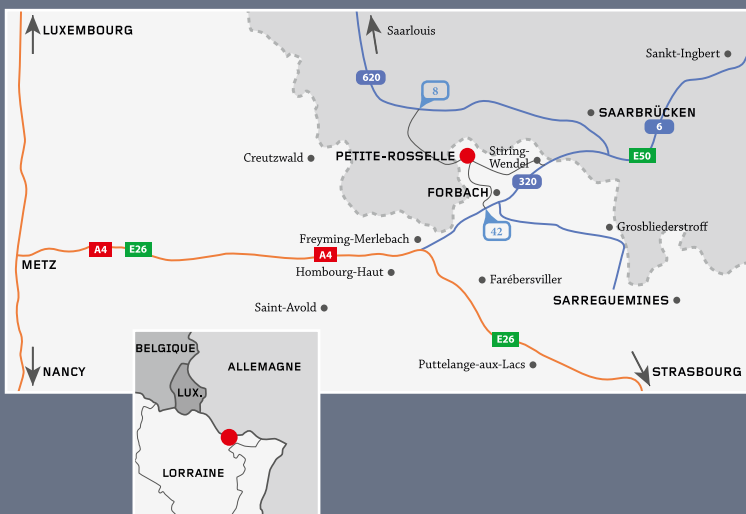 LUXEMBOURG
Saarlouis
Sankt-Ingbert
620
8
SAARBRÜCKEN
6
Creutzwald
PETITE-ROSSELLE
Stiring-
Wendel
E50
320
FORBACH
42
Grosbliederstroff
Freyming-Merlebach
A4
E26
A4
METZ
Hombourg-Haut
Farébersviller
SARREGUEMINES
Saint-Avold
E26
BELGIQUE
ALLEMAGNE
Puttelange-aux-Lacs
NANCY
STRASBOURG
LUX.
LORRAINE